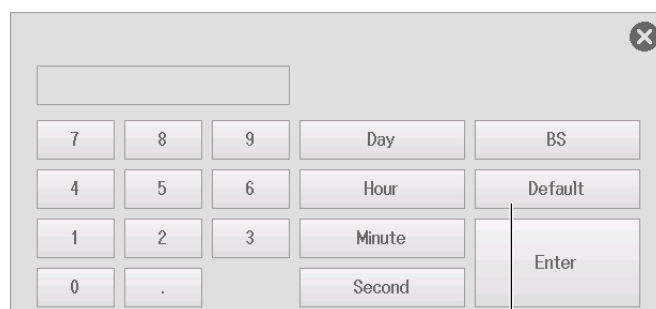 7 8 9 Day BS
4 5 6 Hour Default
1 2 3 Minute
Enter
0 . Second